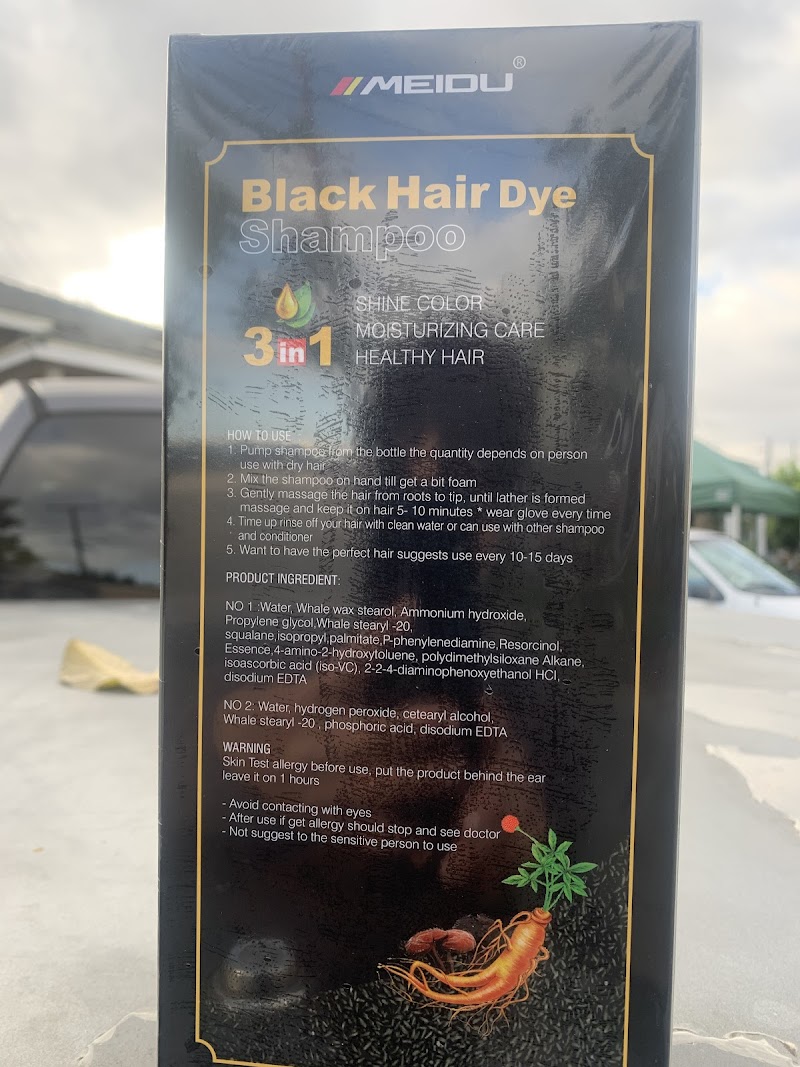 MEIDU®
Black Hair Dye
Shampoo
3 in 1
SHINE COLOR
MOISTURIZING CARE
HEALTHY HAIR
HOW TO USE
1. Pump shampoo from the bottle the quantity depends on person
use with dry hair
2. Mix the shampoo on hand till get a bit foam
3. Gently massage the hair from roots to tip, until lather is formed
massage and keep it on hair 5- 10 minutes * wear glove every time
4. Time up rinse off your hair with clean water or can use with other shampoo
and conditioner
5. Want to have the perfect hair suggests use every 10-15 days
PRODUCT INGREDIENT:
NO 1 :Water, Whale wax stearol, Ammonium hydroxide,
Propylene glycol,Whale stearyl -20,
squalane,isopropyl,palmitate,P-phenylenediamine,Resorcinol,
Essence,4-amino-2-hydroxytoluene, polydimethylsiloxane Alkane,
isoascorbic acid (iso-VC), 2-2-4-diaminophenoxyethanol HCI,
disodium EDTA
NO 2: Water, hydrogen peroxide, cetearyl alcohol,
Whale stearyl -20 , phosphoric acid, disodium EDTA
WARNING
Skin Test allergy before use, put the product behind the ear
leave it on 1 hours
- Avoid contacting with eyes
- After use if get allergy should stop and see doctor
- Not suggest to the sensitive person to use